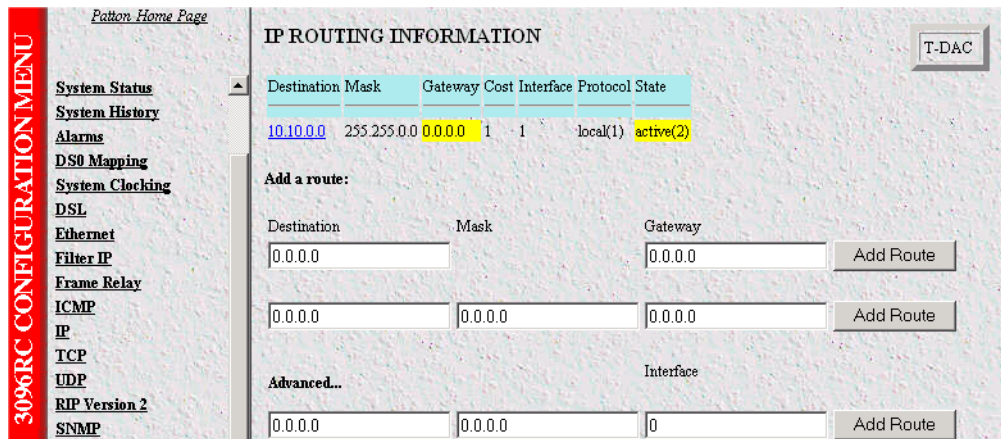 3096RC CONFIGURATION MENU
Patton Home Page
System Status
System History
Alarms
DS0 Mapping
System Clocking
DSL
Ethernet
Filter IP
Frame Relay
ICMP
IP
TCP
UDP
RIP Version 2
SNMP
IP ROUTING INFORMATION
T-DAC
Destination Mask Gateway Cost Interface Protocol State
10.10.0.0 255.255.0.0 0.0.0.0 1 1 local(1) active(2)
Add a route:
Destination Mask Gateway
0.0.0.0 0.0.0.0 Add Route
0.0.0.0 0.0.0.0 0.0.0.0 Add Route
Advanced... Interface
0.0.0.0 0.0.0.0 0 Add Route